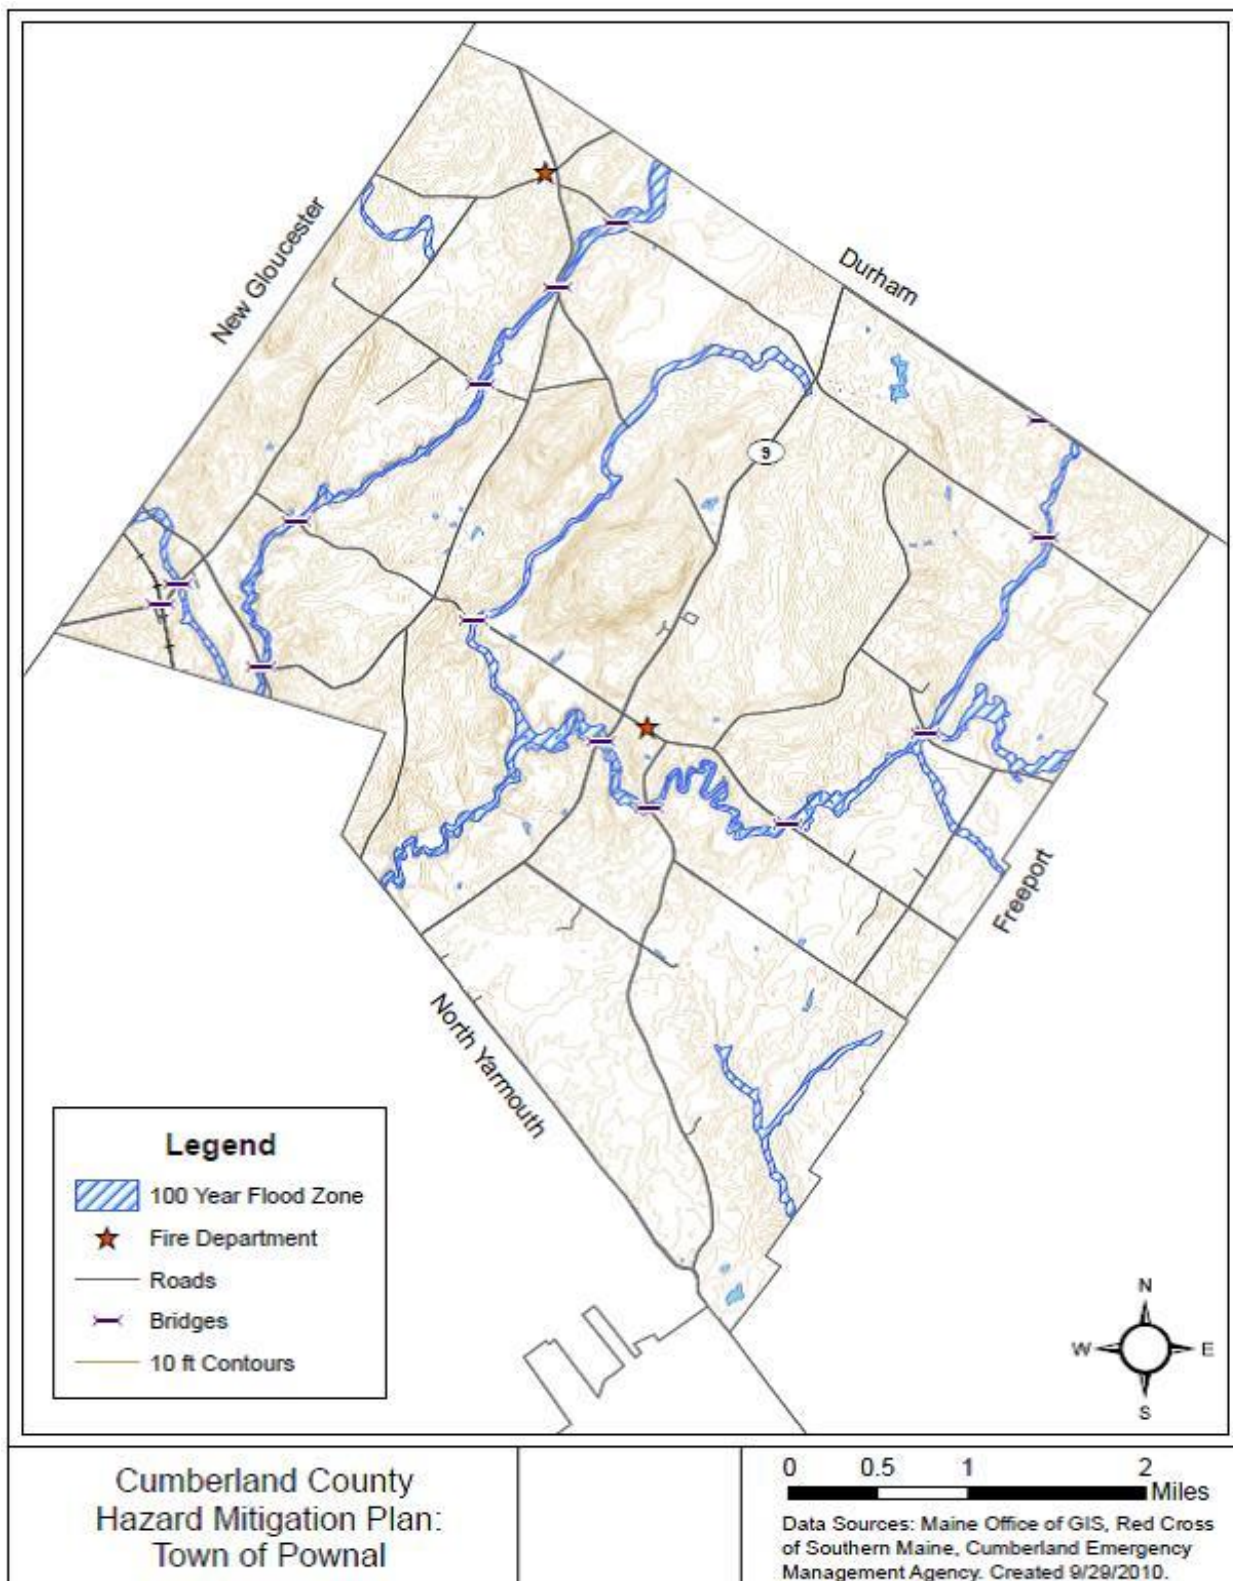 New Gloucester
Durham
9
Freeport
North Yarmouth
Legend
100 Year Flood Zone
Fire Department
Roads
Bridges
10 ft Contours
N
W
E
S
Cumberland County
Hazard Mitigation Plan:
Town of Pownal
0 0.5 1 2
Miles
Data Sources: Maine Office of GIS, Red Cross
of Southern Maine, Cumberland Emergency
Management Agency. Created 9/29/2010.